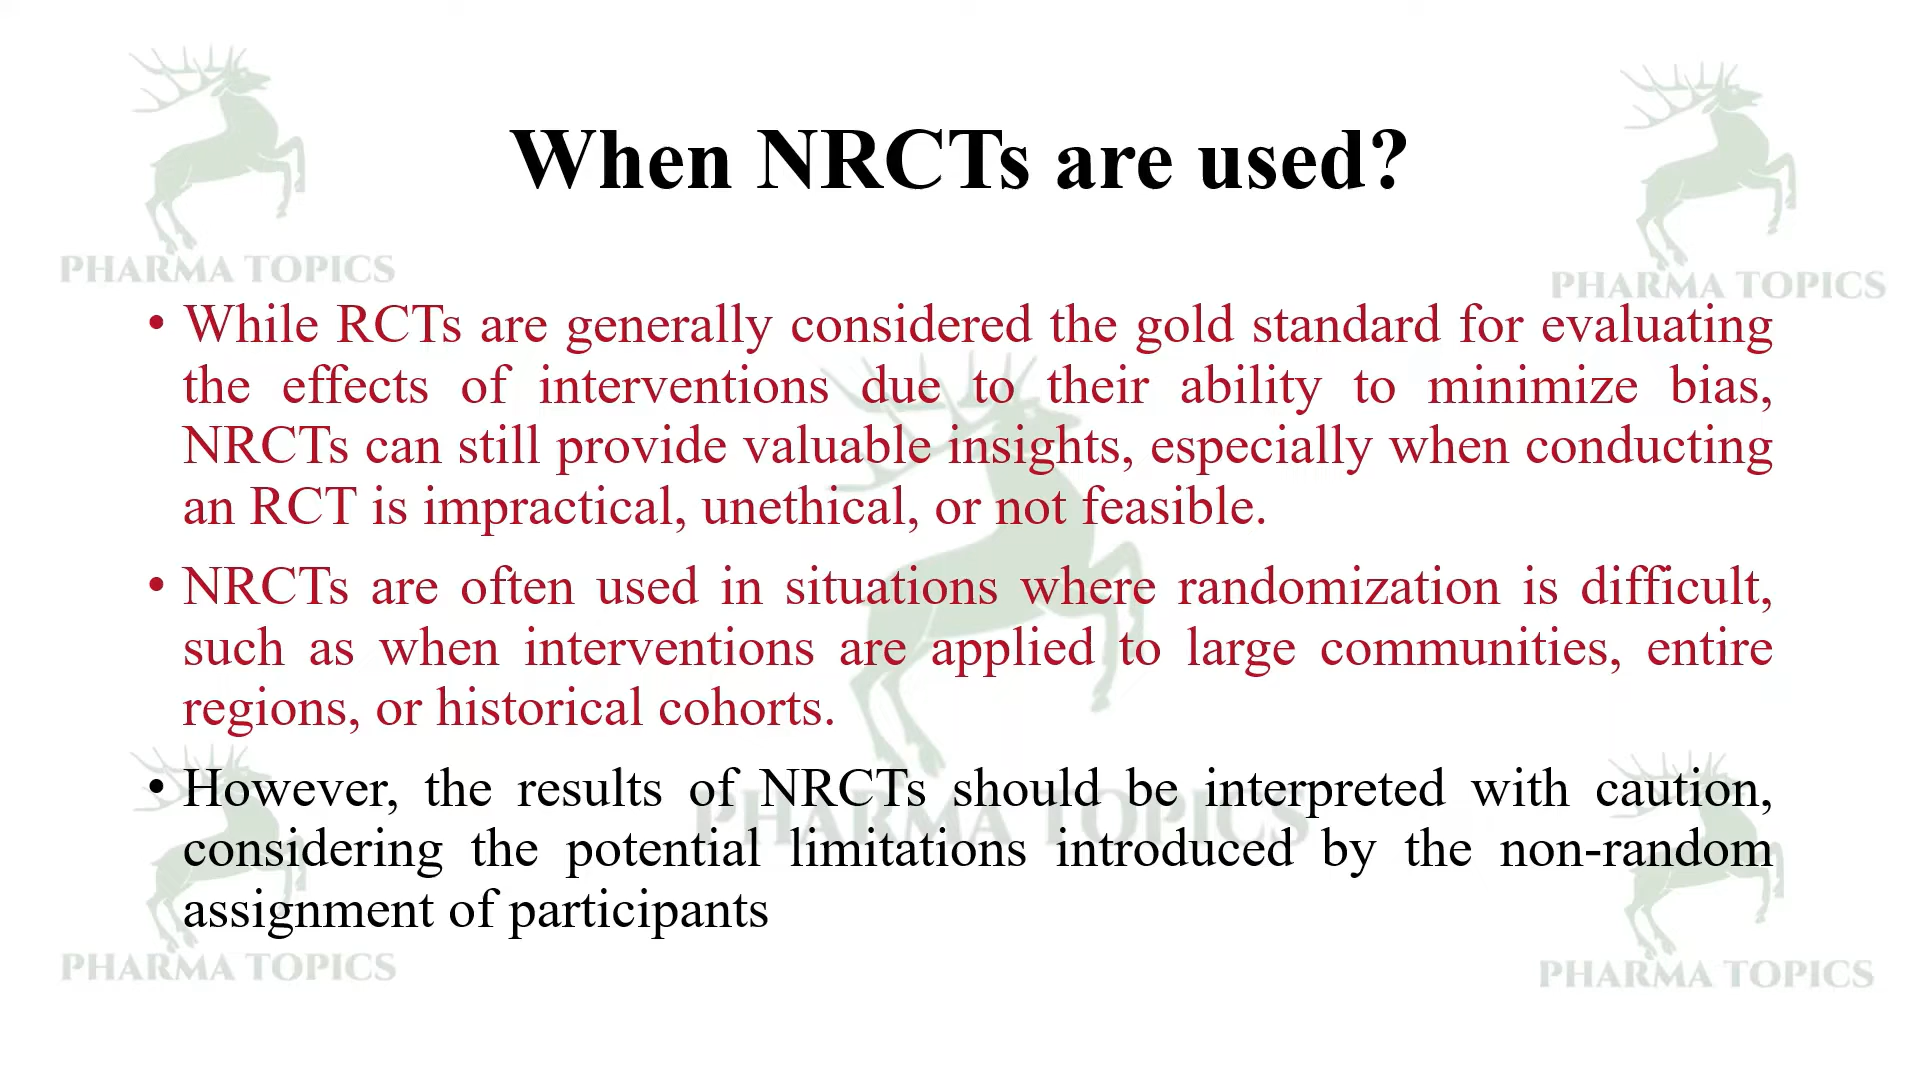 When NRCTs are used?
PHARMA TOPICS
PHARMA TOPICS
• While RCTs are generally considered the gold standard for evaluating
the effects of interventions due to their ability to minimize bias,
NRCTs can still provide valuable insights, especially when conducting
an RCT is impractical, unethical, or not feasible.
• NRCTs are often used in situations where randomization is difficult,
such as when interventions are applied to large communities, entire
regions, or historical cohorts.
• However, the results of NRCTs should be interpreted with caution,
PHARMA TOPICS
considering the potential limitations introduced by the non-random
assignment of participants
PHARMA TOPICS
PHARMA TOPICS